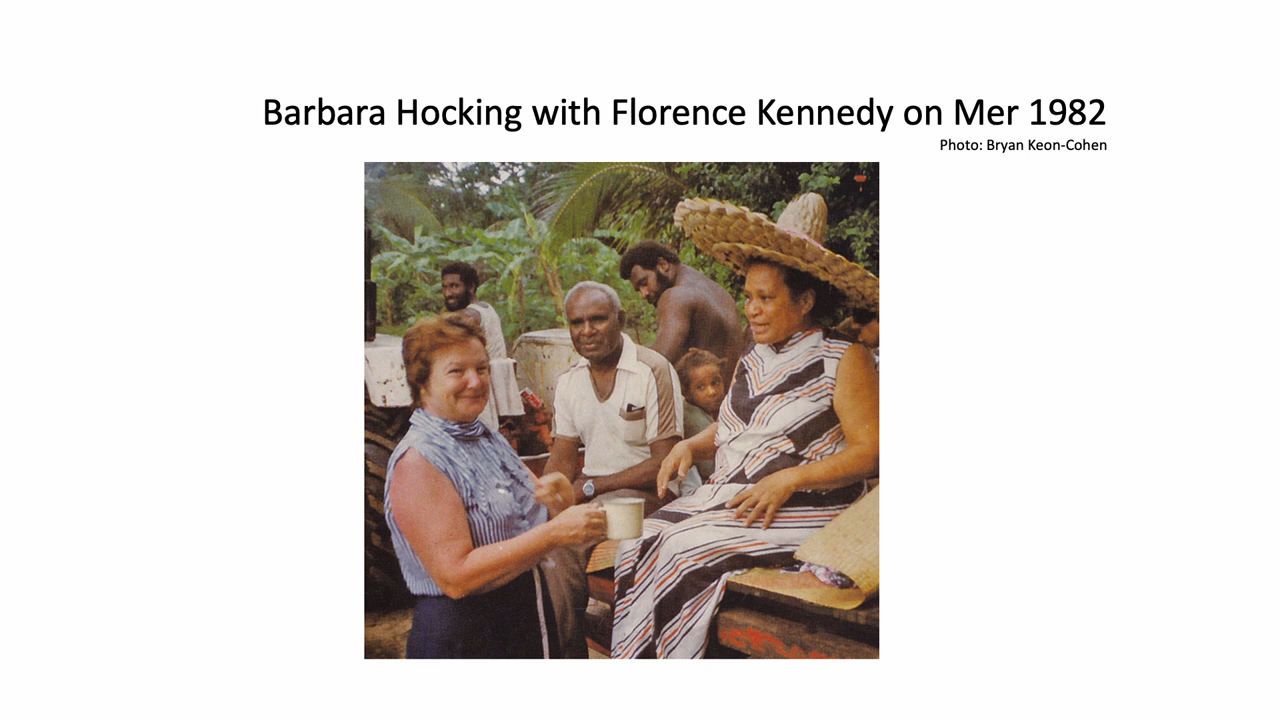 Barbara Hocking with Florence Kennedy on Mer 1982
Photo: Bryan Keon-Cohen